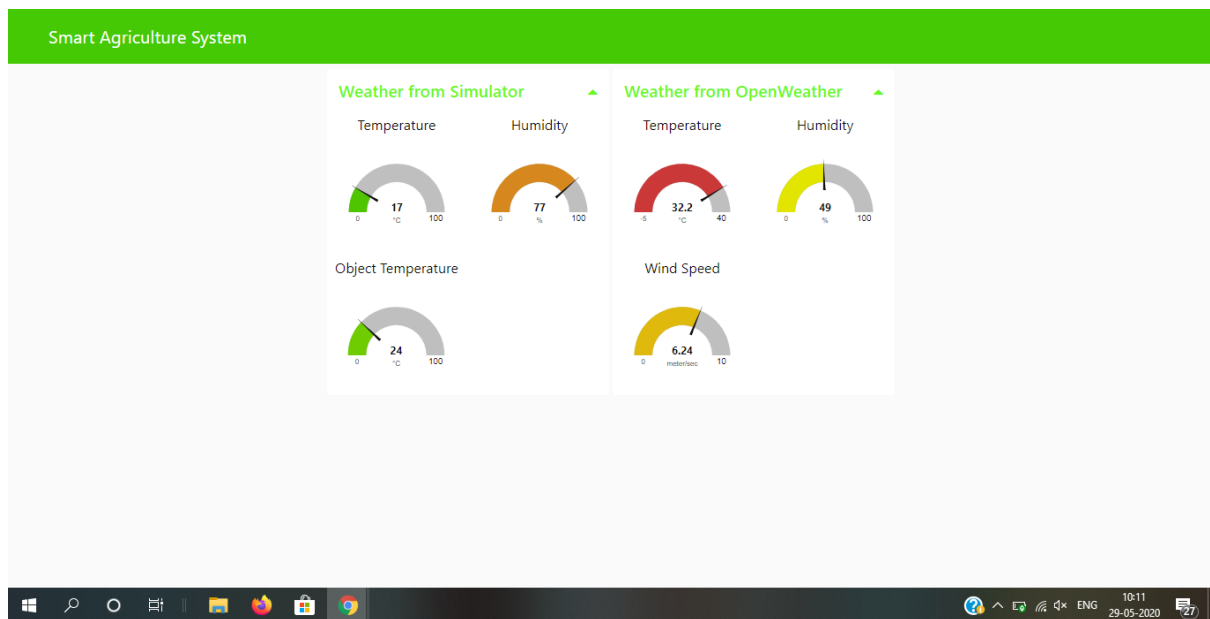 Smart Agriculture System
Weather from Simulator
Temperature
Humidity
17
°C
0
100
77
%
0
100
Object Temperature
24
°C
0
100
Weather from OpenWeather
Temperature
Humidity
32.2
°C
-5
40
49
%
0
100
Wind Speed
6.24
meter/sec
0
10
ENG
10:11
29-05-2020
27